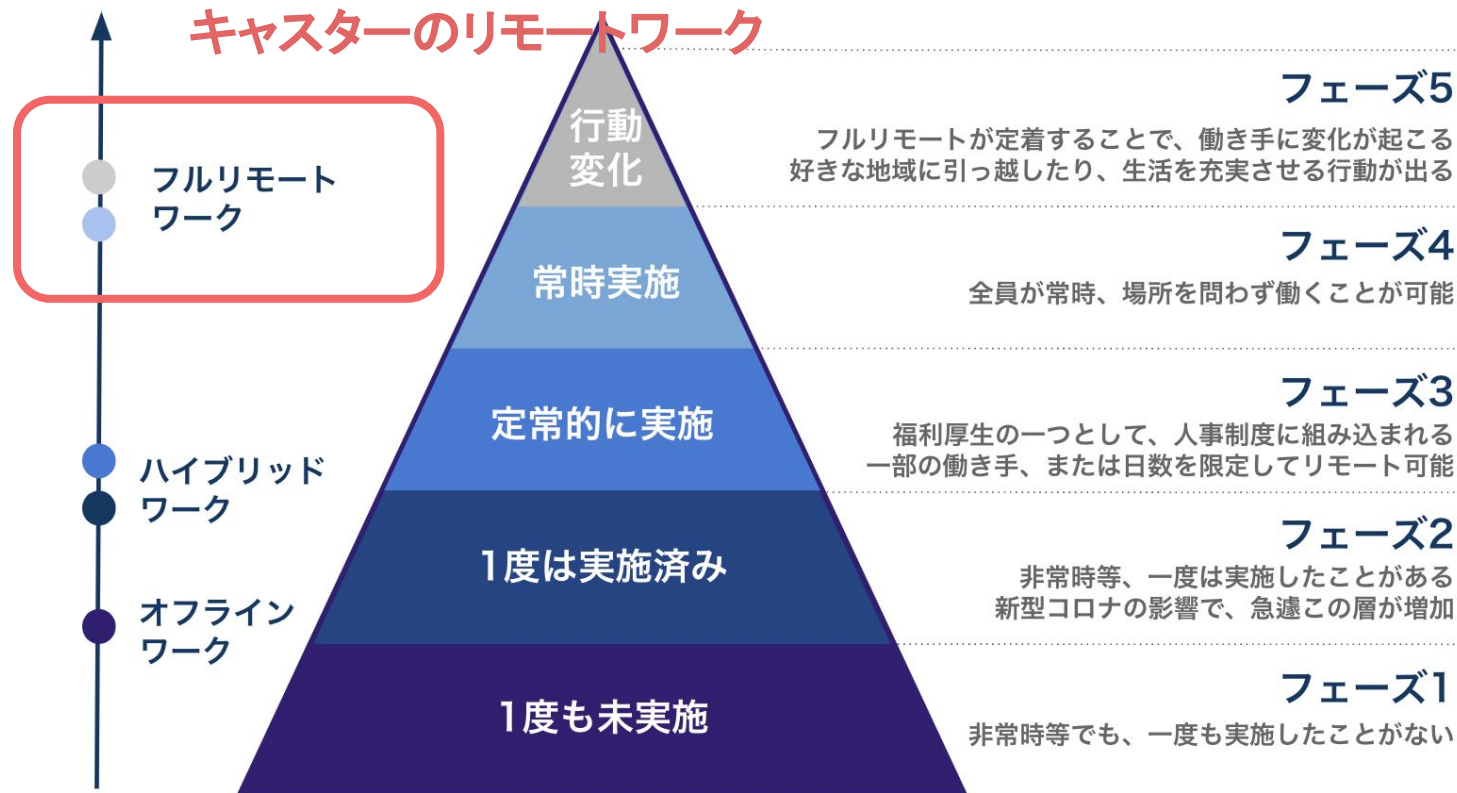 キャスターのリモートワーク
フルリモート
ワーク
ハイブリッド
ワーク
オフライン
ワーク
行動
変化
常時実施
定常的に実施
1度は実施済み
1度も未実施
フェーズ5
フルリモートが定着することで、働き手に変化が起こる
好きな地域に引っ越したり、生活を充実させる行動が出る
フェーズ4
全員が常時、場所を問わず働くことが可能
フェーズ3
福利厚生の一つとして、人事制度に組み込まれる
一部の働き手、または日数を限定してリモート可能
フェーズ2
非常時等、一度は実施したことがある
新型コロナの影響で、急遽この層が増加
フェーズ1
非常時等でも、一度も実施したことがない